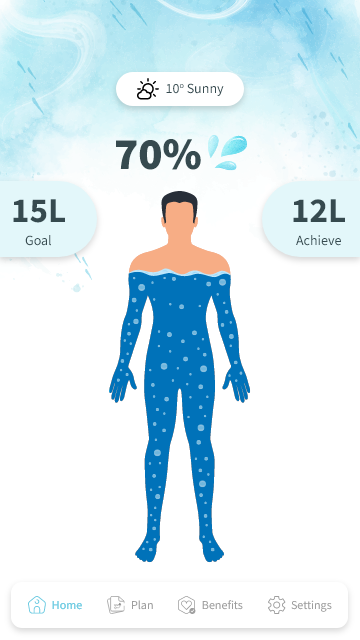 10° Sunny
70%
15L
Goal
12L
Achieve
Home
Plan
Benefits
Settings